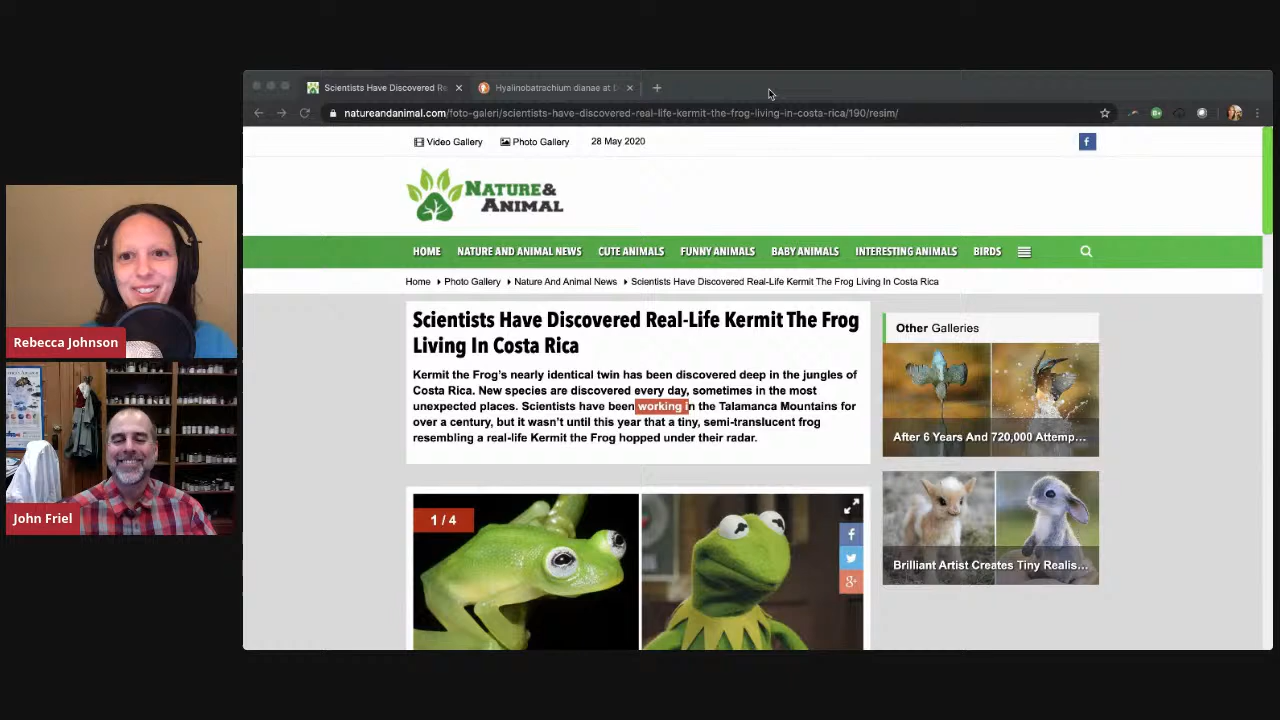 Scientists Have Discovered Re
Hyalinobatrachium dianae at D
natureandanimal.com/foto-galeri/scientists-have-discovered-real-life-kermit-the-frog-living-in-costa-rica/190/resim/
Video Gallery
Photo Gallery
28 May 2020
f
NATURE&
ANIMAL
HOME
NATURE AND ANIMAL NEWS
CUTE ANIMALS
FUNNY ANIMALS
BABY ANIMALS
INTERESTING ANIMALS
BIRDS
Home
Photo Gallery
Nature And Animal News
Scientists Have Discovered Real-Life Kermit The Frog Living In Costa Rica
Scientists Have Discovered Real-Life Kermit The Frog
Living In Costa Rica
Kermit the Frog's nearly identical twin has been discovered deep in the jungles of
Costa Rica. New species are discovered every day, sometimes in the most
unexpected places. Scientists have been working in the Talamanca Mountains for
over a century, but it wasn't until this year that a tiny, semi-translucent frog
resembling a real-life Kermit the Frog hopped under their radar.
1 / 4
f
g+
Other Galleries
After 6 Years And 720,000 Attemp...
Brilliant Artist Creates Tiny Realis...
Rebecca Johnson
John Friel